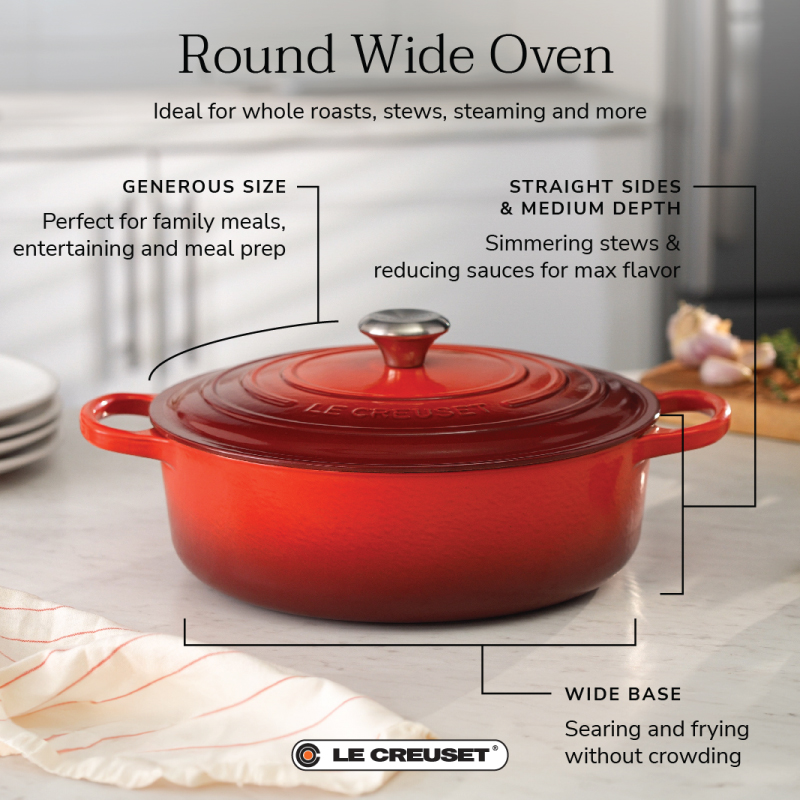 Round Wide Oven
Ideal for whole roasts, stews, steaming and more
GENEROUS SIZE
Perfect for family meals,
entertaining and meal prep
STRAIGHT SIDES
& MEDIUM DEPTH
Simmering stews &
reducing sauces for max flavor
LE CREUSET
WIDE BASE
Searing and frying
without crowding
LE CREUSET®